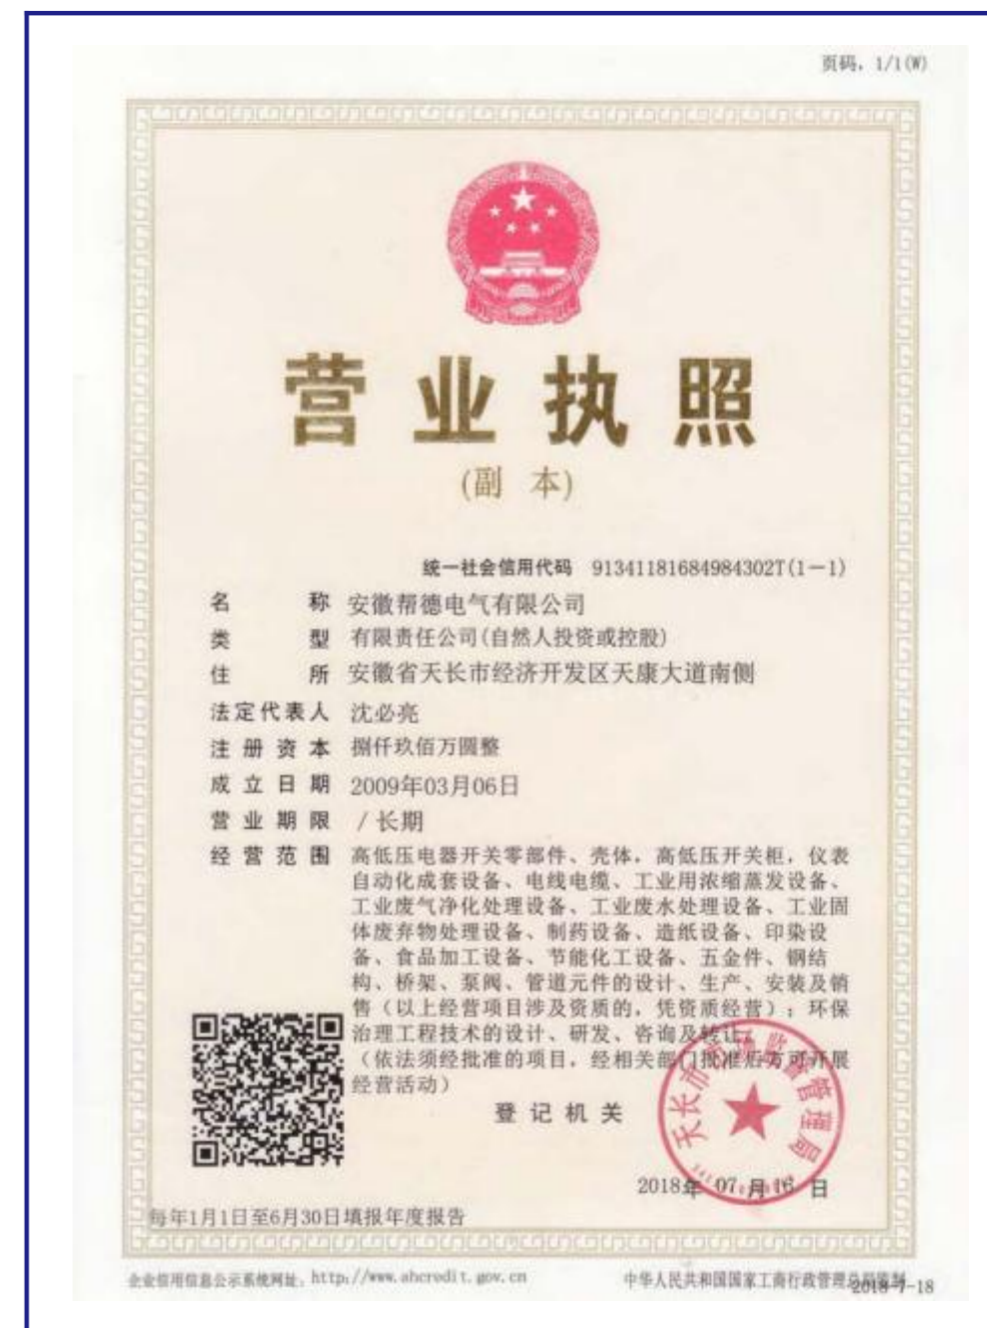 页码，1/1(W)
营业执照
(副 本)
统一社会信用代码 91341181684984302T(1-1)
名 称 安徽帮德电气有限公司
类 型 有限责任公司(自然人投资或控股)
住 所 安徽省天长市经济开发区天康大道南侧
法定代表人 沈必亮
注册资本 捌仟玖佰万圆整
成立日期 2009年03月06日
营业期限 / 长期
经营范围 高低压电器开关零部件、壳体，高低压开关柜，仪表
自动化成套设备、电线电缆、工业用浓缩蒸发设备、
工业废气净化处理设备、工业废水处理设备、工业固
体废弃物处理设备、制药设备、造纸设备、印染设
备、食品加工设备、节能化工设备、五金件、钢结
构、桥架、泵阀、管道元件的设计、生产、安装及销
售（以上经营项目涉及资质的，凭资质经营）；环保
治理工程技术的设计、研发、咨询及转让。
（依法须经批准的项目，经相关部门批准后方可开展
经营活动）
登记机关
天长市市场监督管理局
2018年 07 月 16 日
每年1月1日至6月30日填报年度报告
企业信用信息公示系统网址：http://www.ahcredit.gov.cn
中华人民共和国国家工商行政管理总局监制
2018-7-18